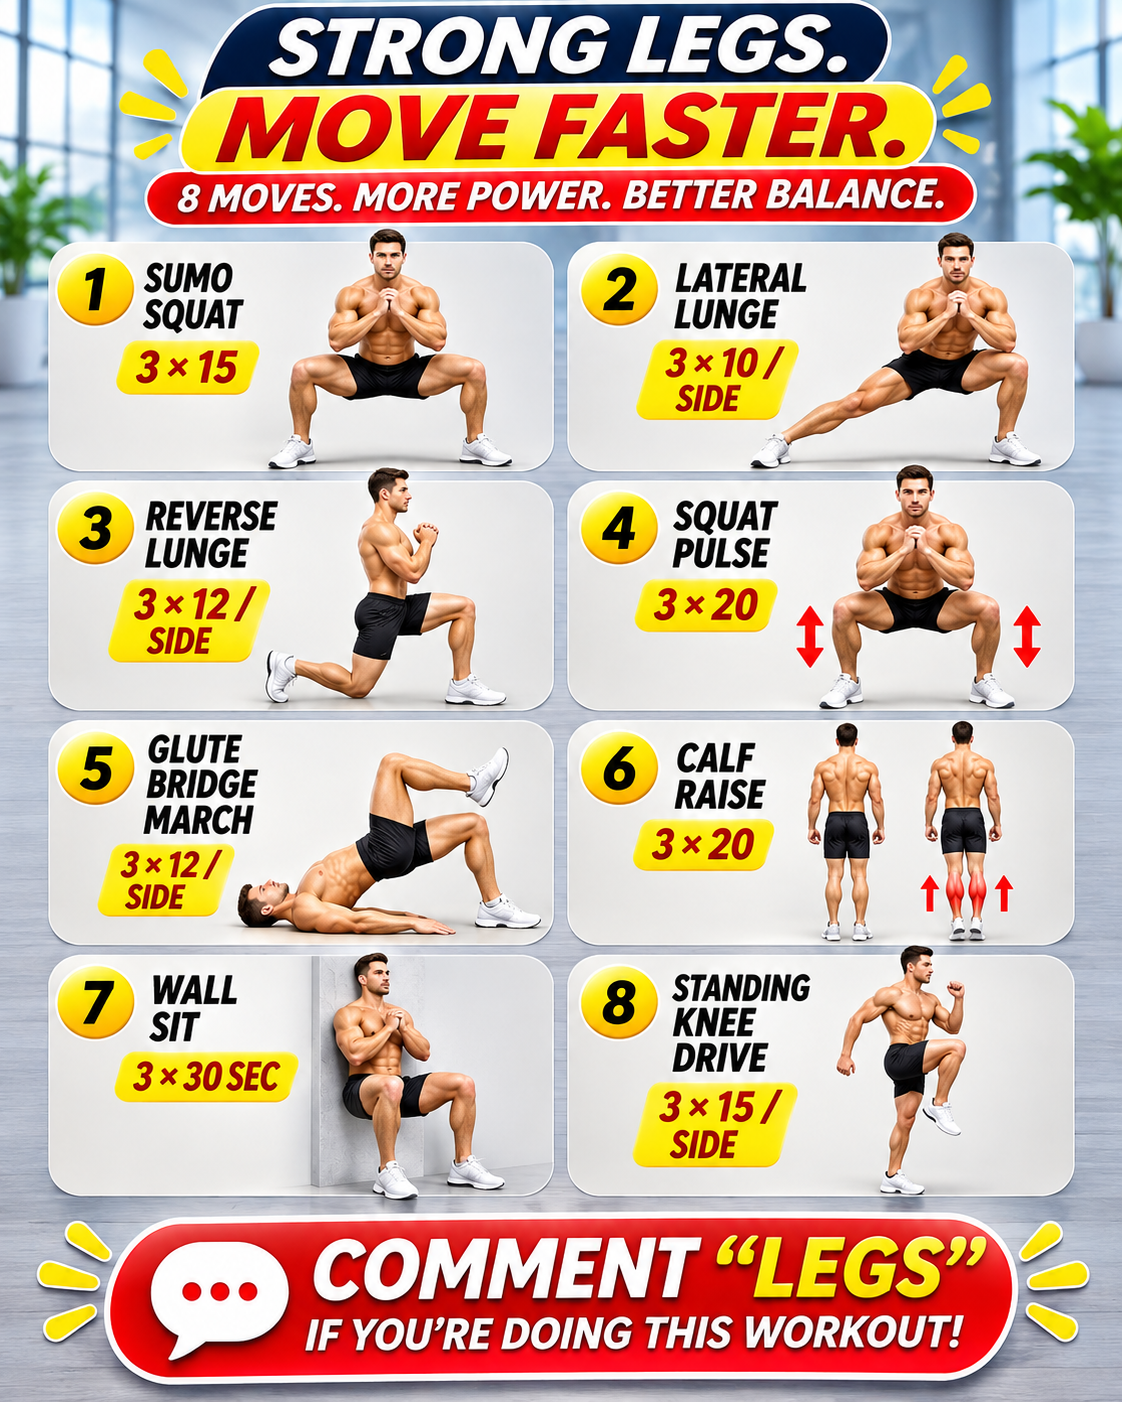 STRONG LEGS.
MOVE FASTER.
8 MOVES. MORE POWER. BETTER BALANCE.
1
SUMO
SQUAT
3 × 15
2
LATERAL
LUNGE
3 × 10 /
SIDE
3
REVERSE
LUNGE
3 × 12 /
SIDE
4
SQUAT
PULSE
3 × 20
5
GLUTE
BRIDGE
MARCH
3 × 12 /
SIDE
6
CALF
RAISE
3 × 20
7
WALL
SIT
3 × 30 SEC
8
STANDING
KNEE
DRIVE
3 × 15 /
SIDE
COMMENT “LEGS”
IF YOU’RE DOING THIS WORKOUT!